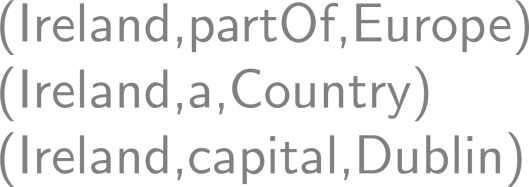 (Ireland,partOf,Europe)
(Ireland,a,Country)
(Ireland,capital,Dublin)